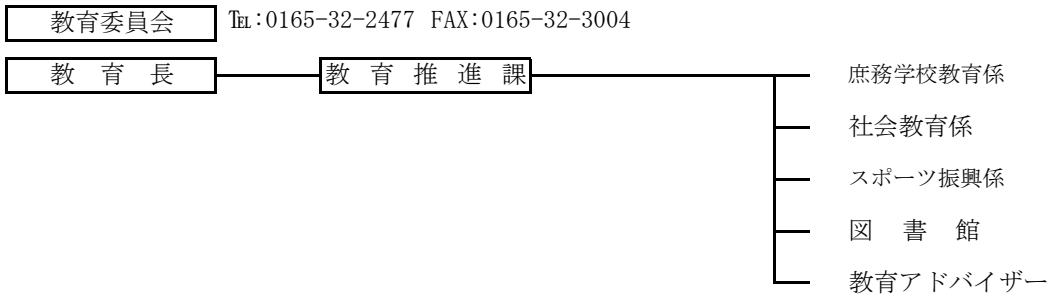 教育委員会 ℡:0165-32-2477 FAX:0165-32-3004
教育長 教育推進課 庶務学校教育係
社会教育係
スポーツ振興係
図書館
教育アドバイザー